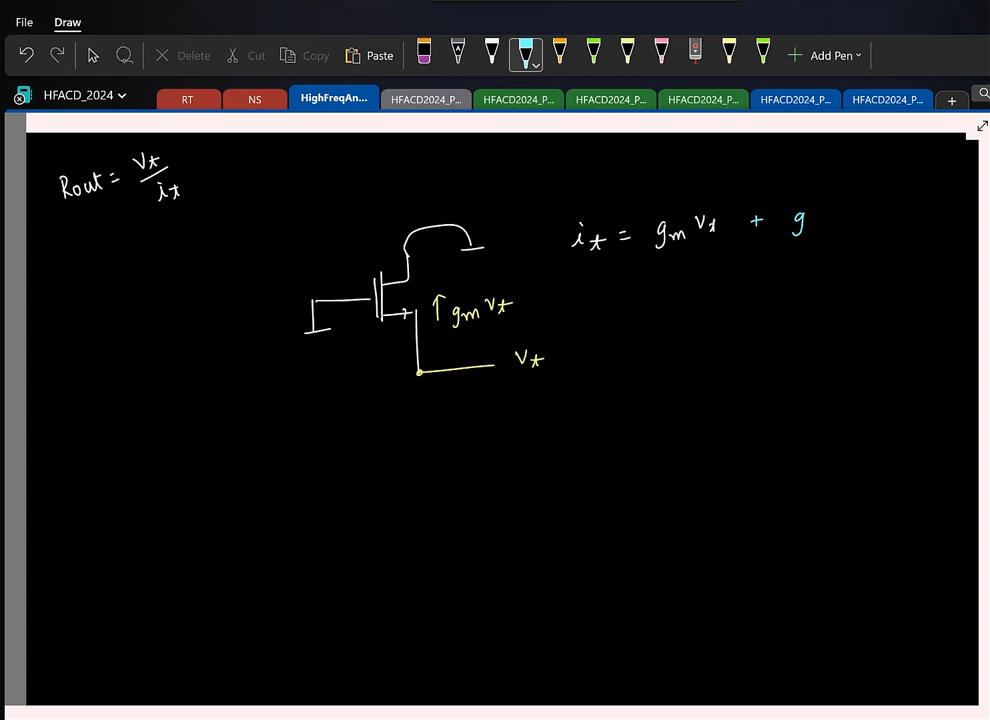 File Draw
Delete Cut Copy Paste Add Pen
HFACD_2024 RT NS HighFreqAn... HFACD2024_P... HFACD2024_P... HFACD2024_P... HFACD2024_P... HFACD2024_P... HFACD2024_P...
Rout = vt/it
it = gm vt + g
↑ gm vt
vt